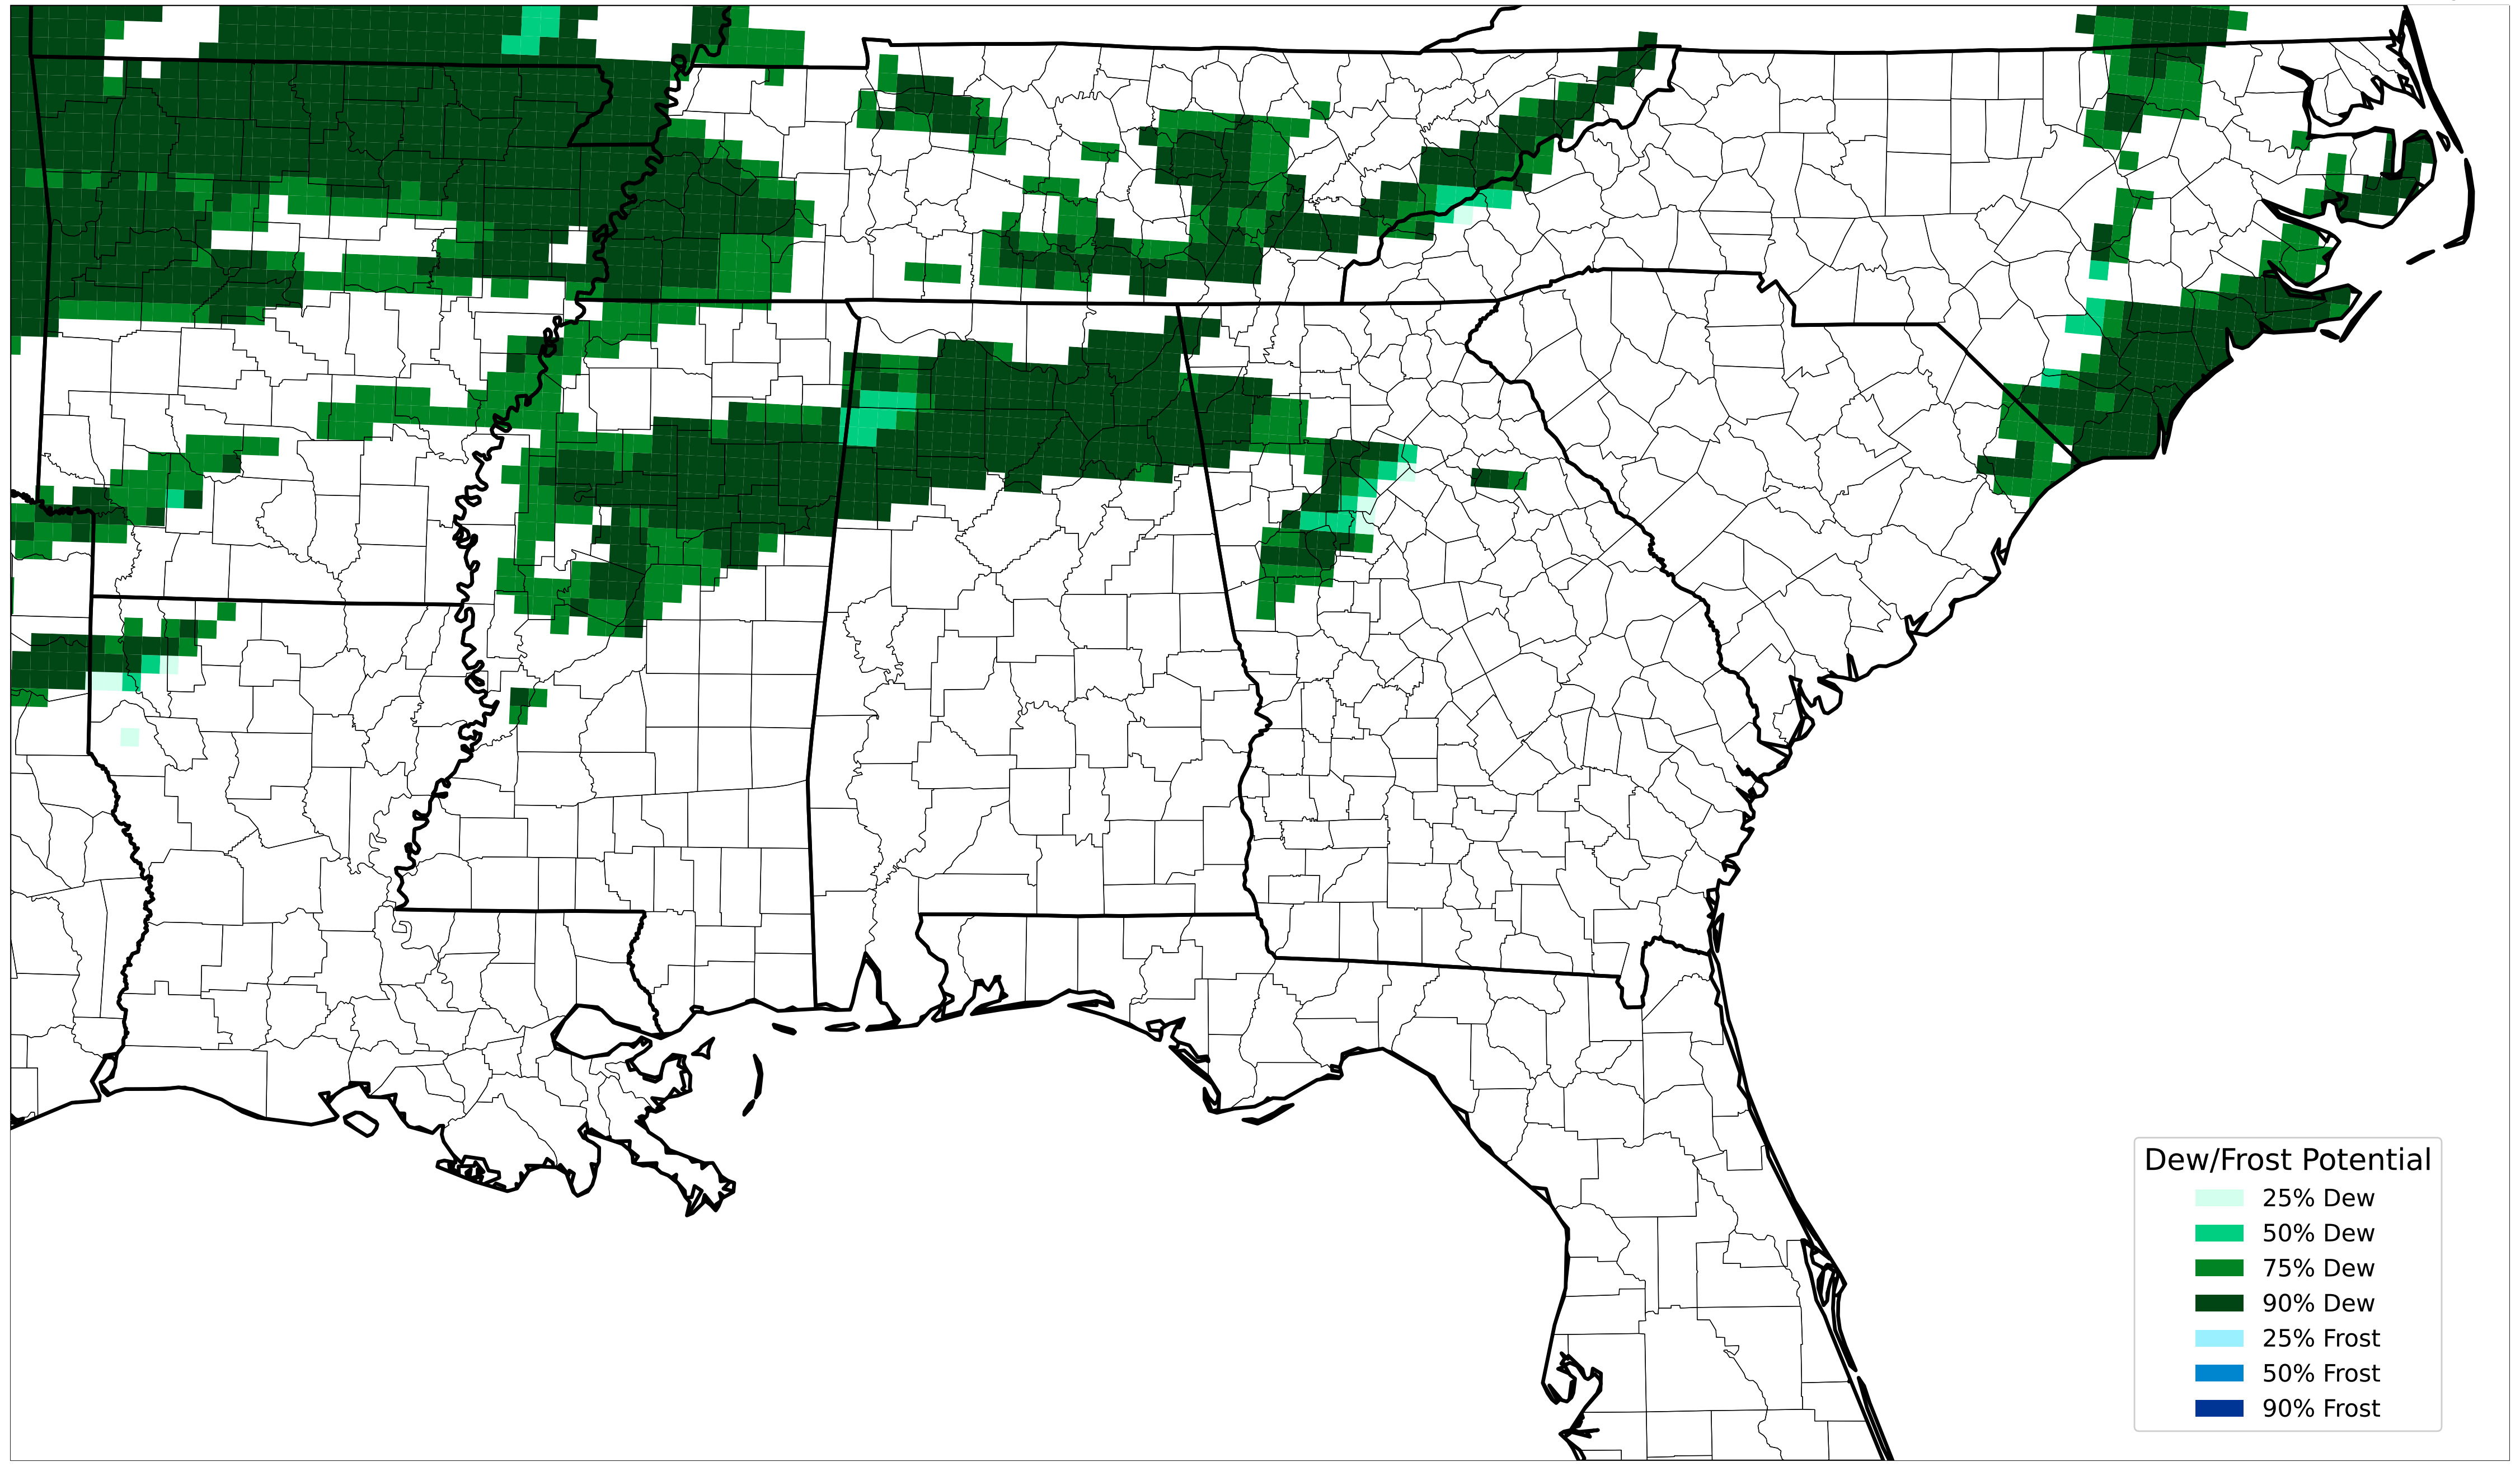 Dew/Frost Potential
25% Dew
50% Dew
75% Dew
90% Dew
25% Frost
50% Frost
90% Frost